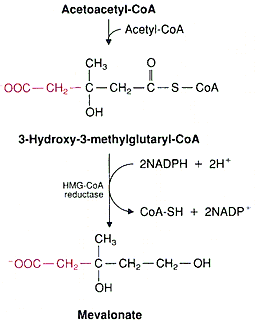 Acetoacetyl-CoA
Acetyl-CoA
CH₃ O
OOC—CH₂—C—CH₂—C—S—CoA
OH
3-Hydroxy-3-methylglutaryl-CoA
2NADPH + 2H⁺
HMG-CoA
reductase
CoA-SH + 2NADP⁺
CH₃
⁻OOC—CH₂—C—CH₂—CH₂—OH
OH
Mevalonate